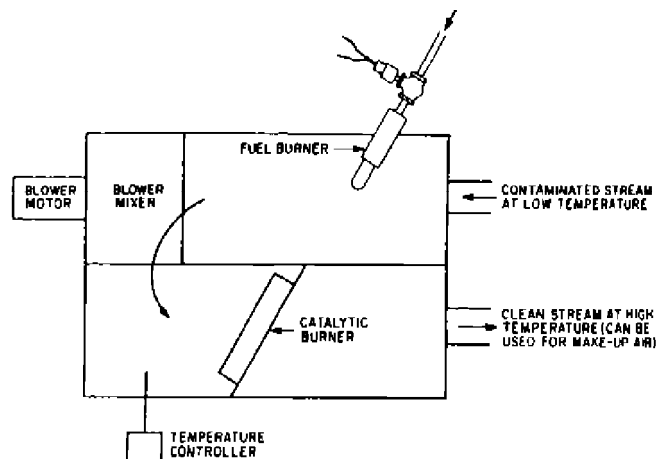 FUEL BURNER
BLOWER
MOTOR
BLOWER
MIXEN
CONTAMINATED STREAM
AT LOW TEMPERATURE
CATALYTIC
BURNER
CLEAN STREAM AT HIGH
TEMPERATURE (CAN BE
USED FOR MAKE-UP AIR)
TEMPERATURE
CONTROLLER